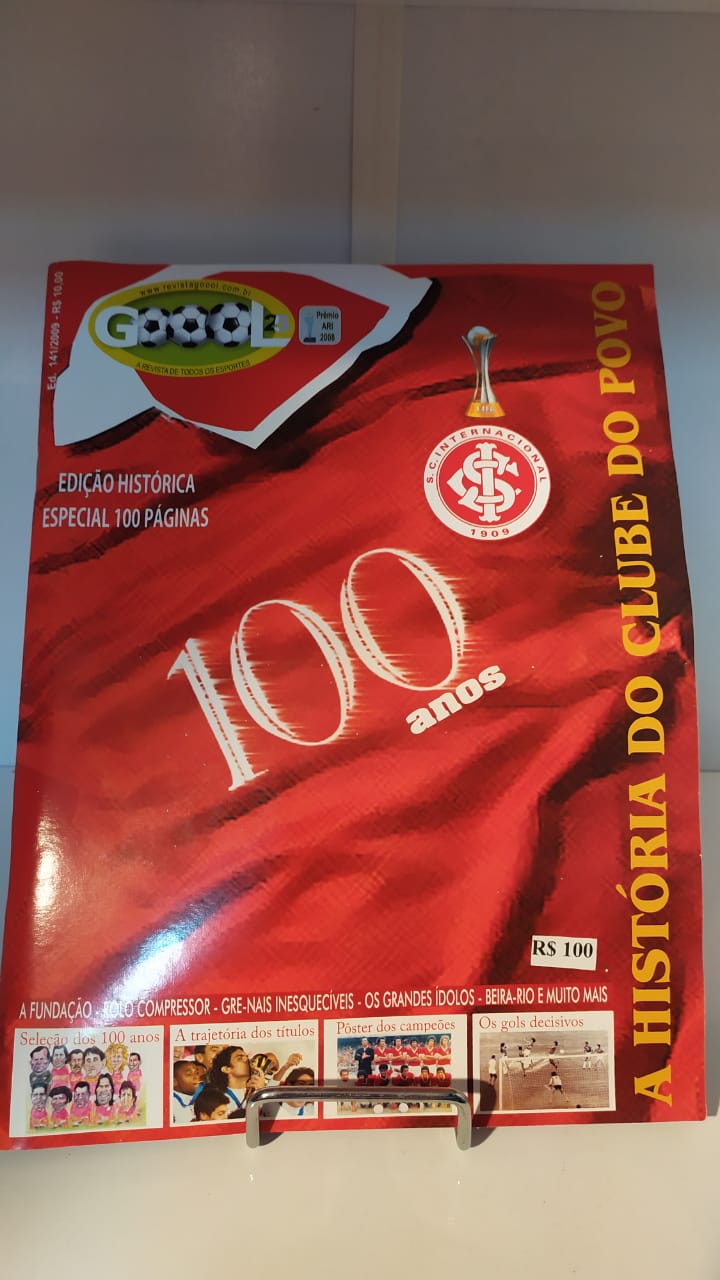 Ed. 141/2009 - R$ 10,00
www.revistagoool.com.br
GOOOL 25
A REVISTA DE TODOS OS ESPORTES
Prêmio
ARI
2008
EDIÇÃO HISTÓRICA
ESPECIAL 100 PÁGINAS
S.C. INTERNACIONAL
1909
100
anos
A HISTÓRIA DO CLUBE DO POVO
R$ 100
A FUNDAÇÃO - ROLO COMPRESSOR - GRE-NAIS INESQUECÍVEIS - OS GRANDES ÍDOLOS - BEIRA-RIO E MUITO MAIS
Seleção dos 100 anos
A trajetória dos títulos
Pôster dos campeões
Os gols decisivos